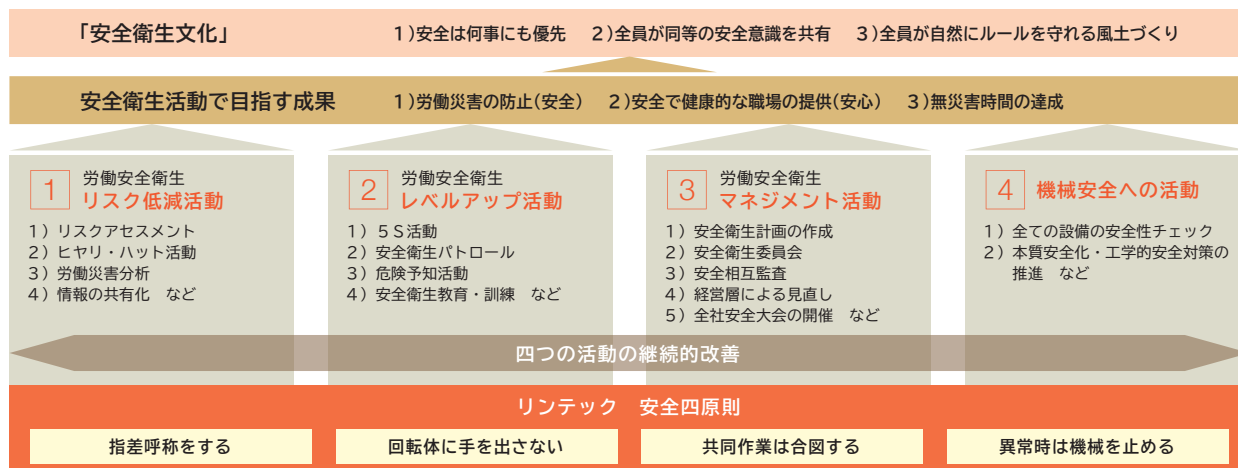 「安全衛生文化」 1）安全は何事にも優先 2）全員が同等の安全意識を共有 3）全員が自然にルールを守れる風土づくり
安全衛生活動で目指す成果 1）労働災害の防止（安全） 2）安全で健康的な職場の提供（安心） 3）無災害時間の達成
1 労働安全衛生
リスク低減活動
1）リスクアセスメント
2）ヒヤリ・ハット活動
3）労働災害分析
4）情報の共有化 など
2 労働安全衛生
レベルアップ活動
1）5S活動
2）安全衛生パトロール
3）危険予知活動
4）安全衛生教育・訓練 など
3 労働安全衛生
マネジメント活動
1）安全衛生計画の作成
2）安全衛生委員会
3）安全相互監査
4）経営層による見直し
5）全社安全大会の開催 など
4 機械安全への活動
1）全ての設備の安全性チェック
2）本質安全化・工学的安全対策の
推進 など
四つの活動の継続的改善
リンテック 安全四原則
指差呼称をする
回転体に手を出さない
共同作業は合図する
異常時は機械を止める